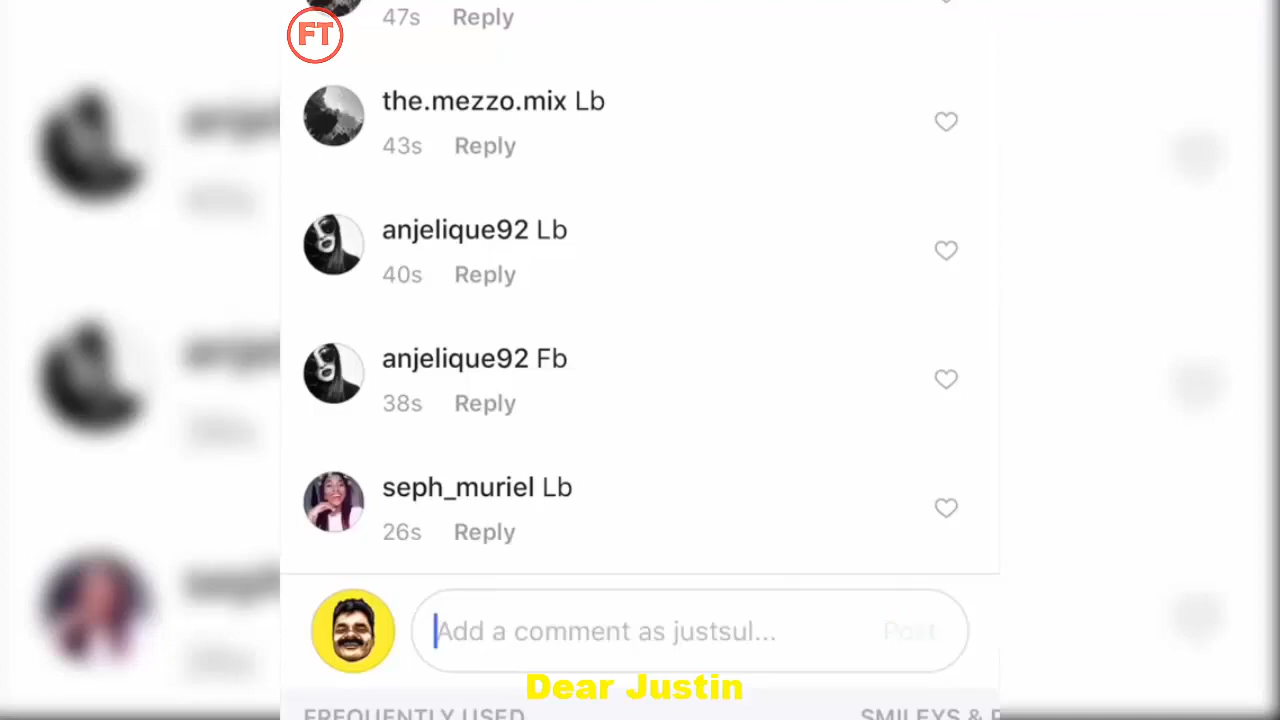 FT
47s Reply
the.mezzo.mix Lb
43s Reply
anjelique92 Lb
40s Reply
anjelique92 Fb
38s Reply
seph_muriel Lb
26s Reply
Add a comment as justsul... Post
Dear Justin
FREQUENTLY USED SMILEYS &